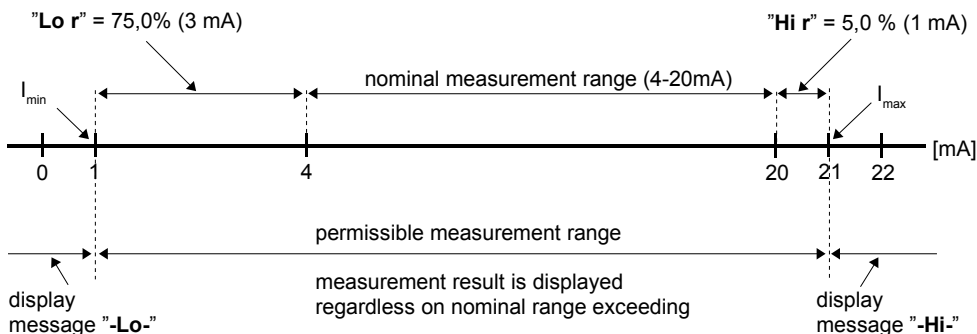 "Lo r" = 75,0% (3 mA)
"Hi r" = 5,0 % (1 mA)
nominal measurement range (4-20mA)
Imin
Imax
[mA]
0 1 4 20 21 22
permissible measurement range
measurement result is displayed
regardless on nominal range exceeding
display
message "-Lo-"
display
message "-Hi-"